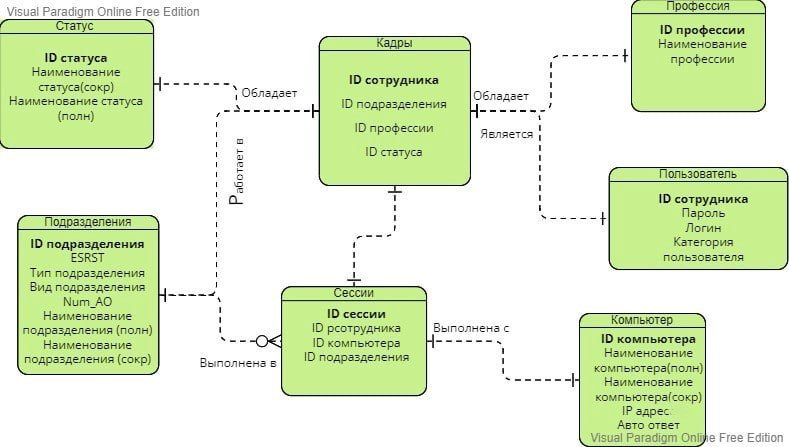 Visual Paradigm Online Free Edition
Статус
ID статуса
Наименование
статуса(сокр)
Наименование статуса
(полн)
Кадры
ID сотрудника
ID подразделения
ID профессии
ID статуса
Профессия
ID профессии
Наименование
профессии
Обладает
Обладает
Является
Работает в
Пользователь
ID сотрудника
Пароль
Логин
Категория
пользователя
Подразделения
ID подразделения
ESRST
Тип подразделения
Вид подразделения
Num_AO
Наименование
подразделения (полн)
Наименование
подразделения (сокр)
Сессии
ID сессии
ID рсотрудника
ID компьютера
ID подразделения
Выполнена в
Выполнена с
Компьютер
ID компьютера
Наименование
компьютера(полн)
Наименование
компьютера(сокр)
IP адрес
Авто ответ
Visual Paradigm Online Free Edition